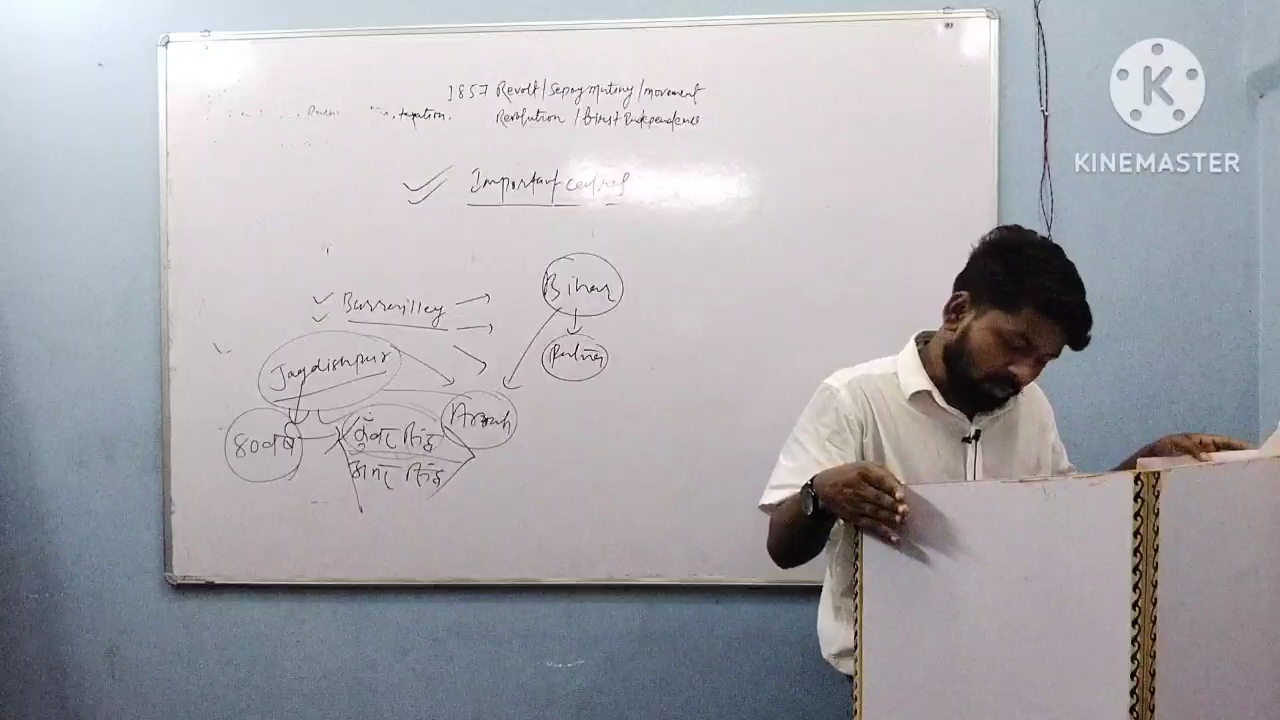 1857 Revolt/Sepoy mutiny/movement
taxation. Revolution / first Independence
Important centres
Bihar
Barreilley
Patna
Jagdishpur
Arrah
80 वर्ष
कुंवर सिंह
अमर सिंह
KINEMASTER